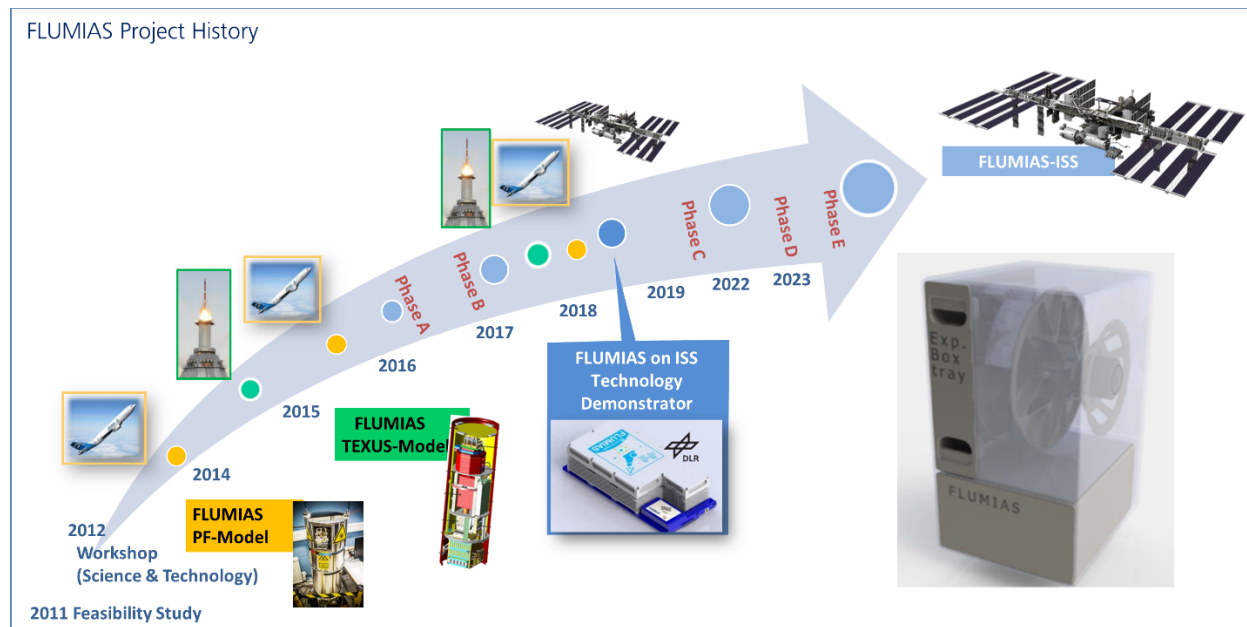 FLUMIAS Project History
FLUMIAS-ISS
Phase A
Phase B
Phase C
Phase D
Phase E
2012
2014
2015
2016
2017
2018
2019
2022
2023
Workshop
(Science & Technology)
2011 Feasibility Study
FLUMIAS
PF-Model
FLUMIAS
TEXUS-Model
FLUMIAS on ISS
Technology
Demonstrator
FLUMIAS
DLR
Exp.
Box
tray
FLUMIAS